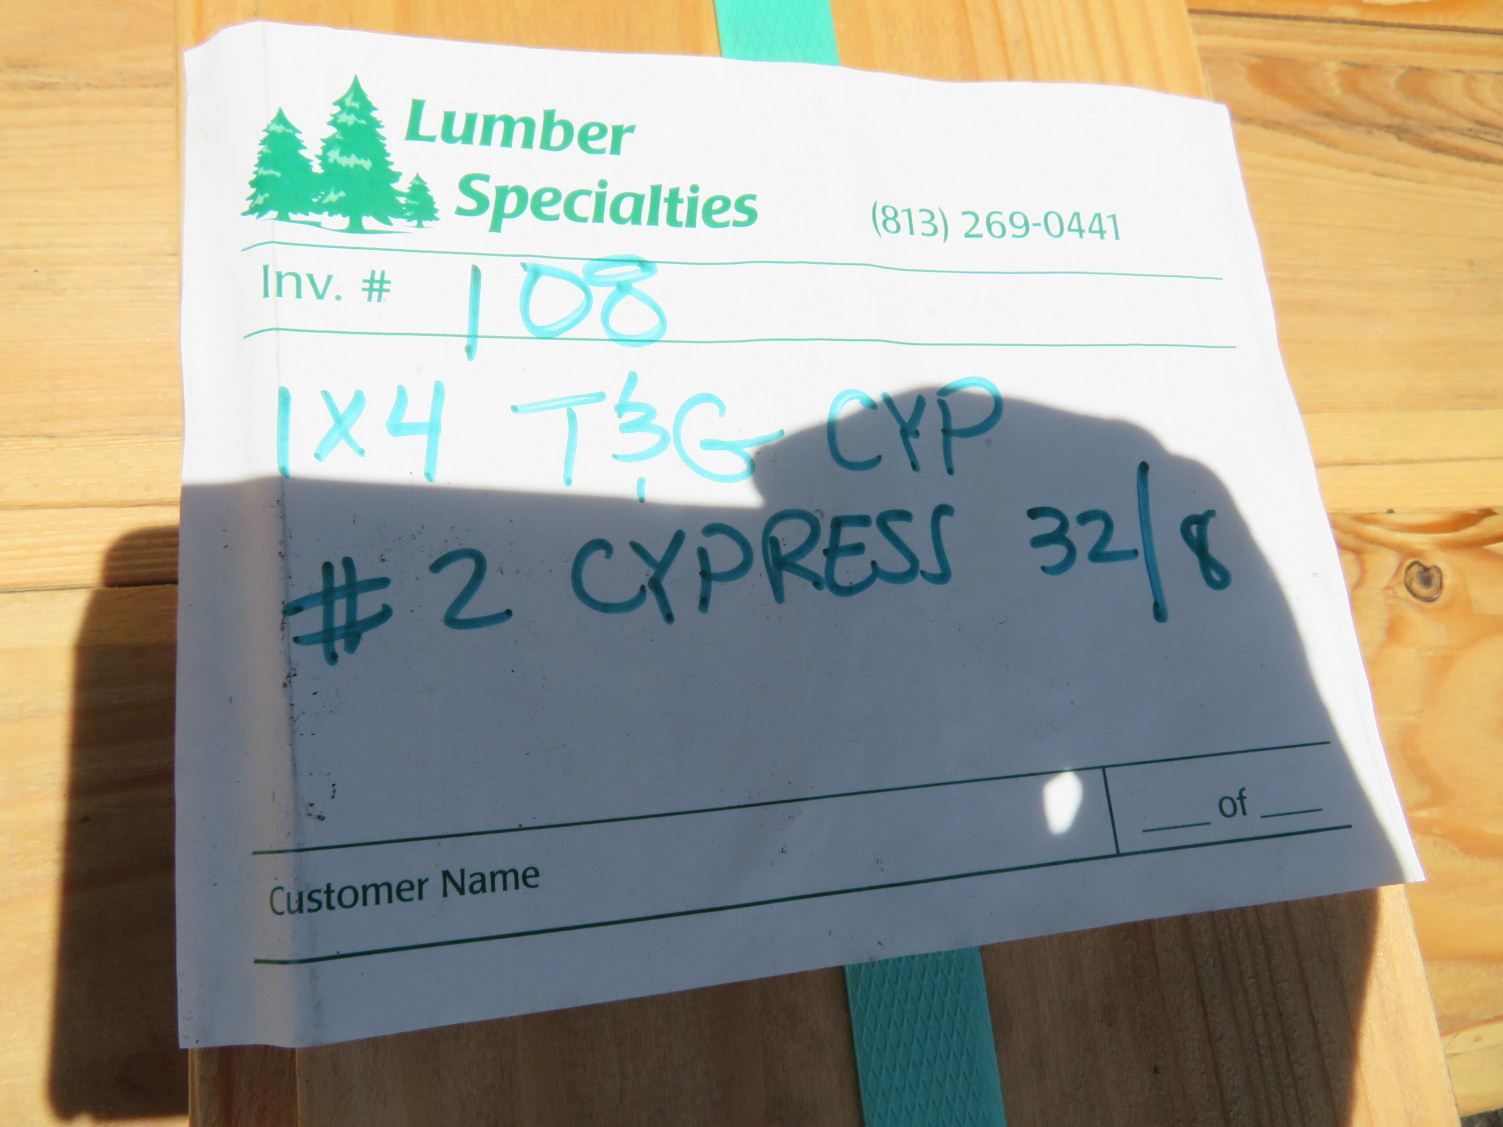 Lumber
Specialties
(813) 269-0441
Inv. # 108
1X4 T&G CYP
#2 CYPRESS 32/8
___ of ___
Customer Name